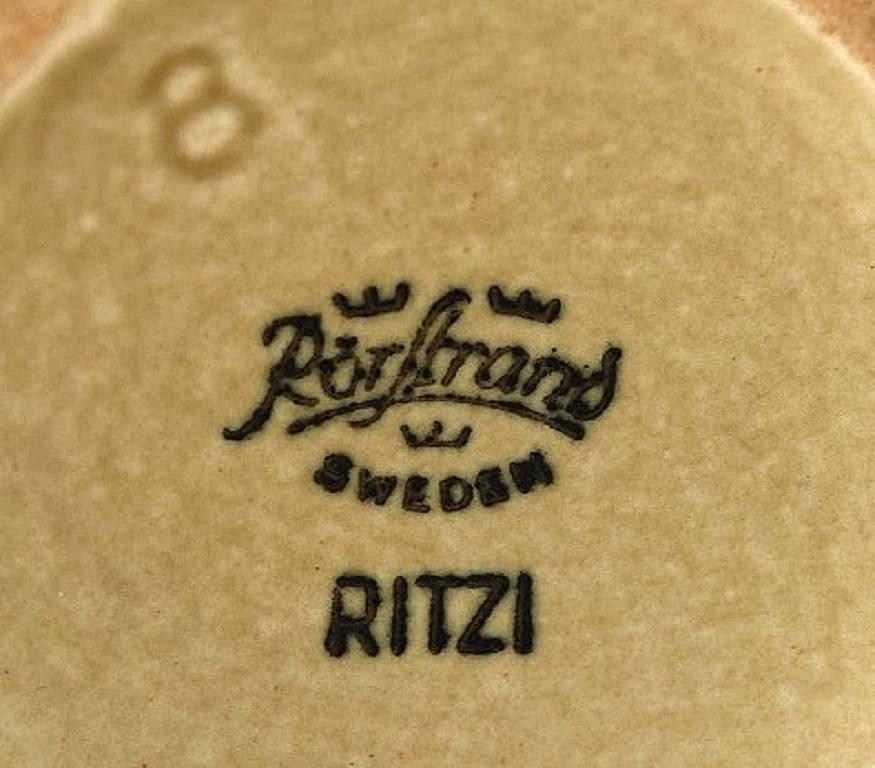 8
Rörstrand
SWEDEN
RITZI